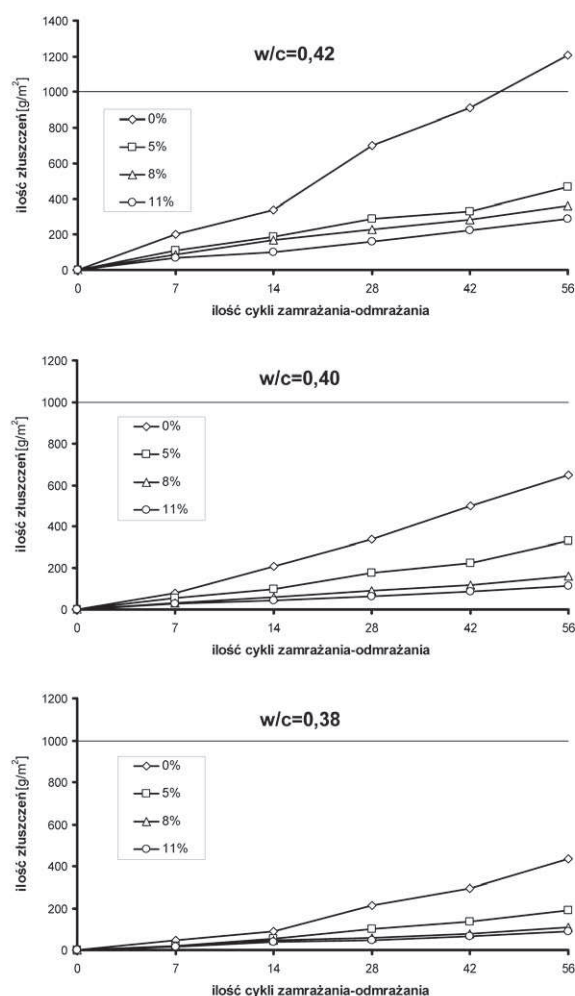 w/c=0,42
ilość złuszczeń [g/m²]
1400
1200
1000
800
600
400
200
0
0%
5%
8%
11%
0 7 14 28 42 56
ilość cykli zamrażania-odmrażania
w/c=0,40
ilość złuszczeń [g/m²]
1200
1000
800
600
400
200
0
0%
5%
8%
11%
0 7 14 28 42 56
ilość cykli zamrażania-odmrażania
w/c=0,38
ilość złuszczeń [g/m²]
1200
1000
800
600
400
200
0
0%
5%
8%
11%
0 7 14 28 42 56
ilość cykli zamrażania-odmrażania